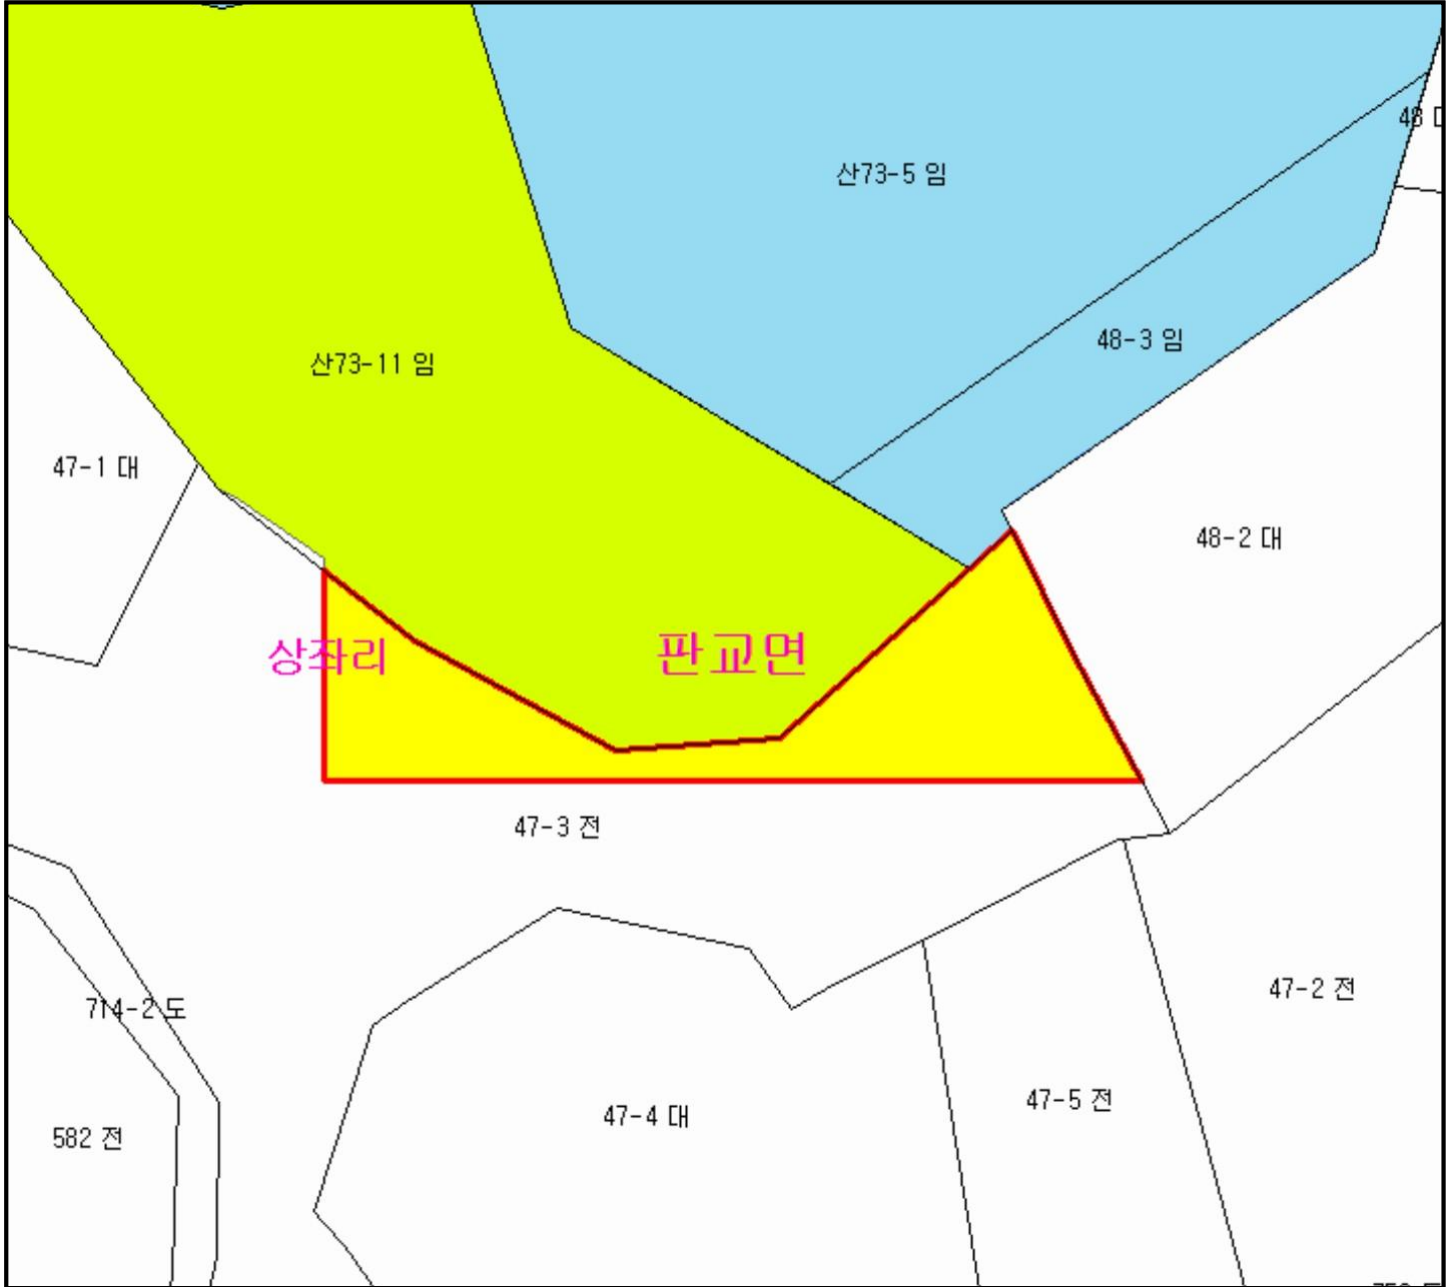 48
산73-5 임
48-3 임
산73-11 임
47-1 대
48-2 대
상좌리
판교면
47-3 전
47-2 전
714-2 도
47-5 전
47-4 대
582 전